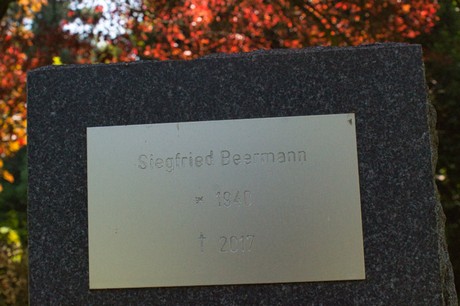 Siegfried Beermann
* 1940
† 2017